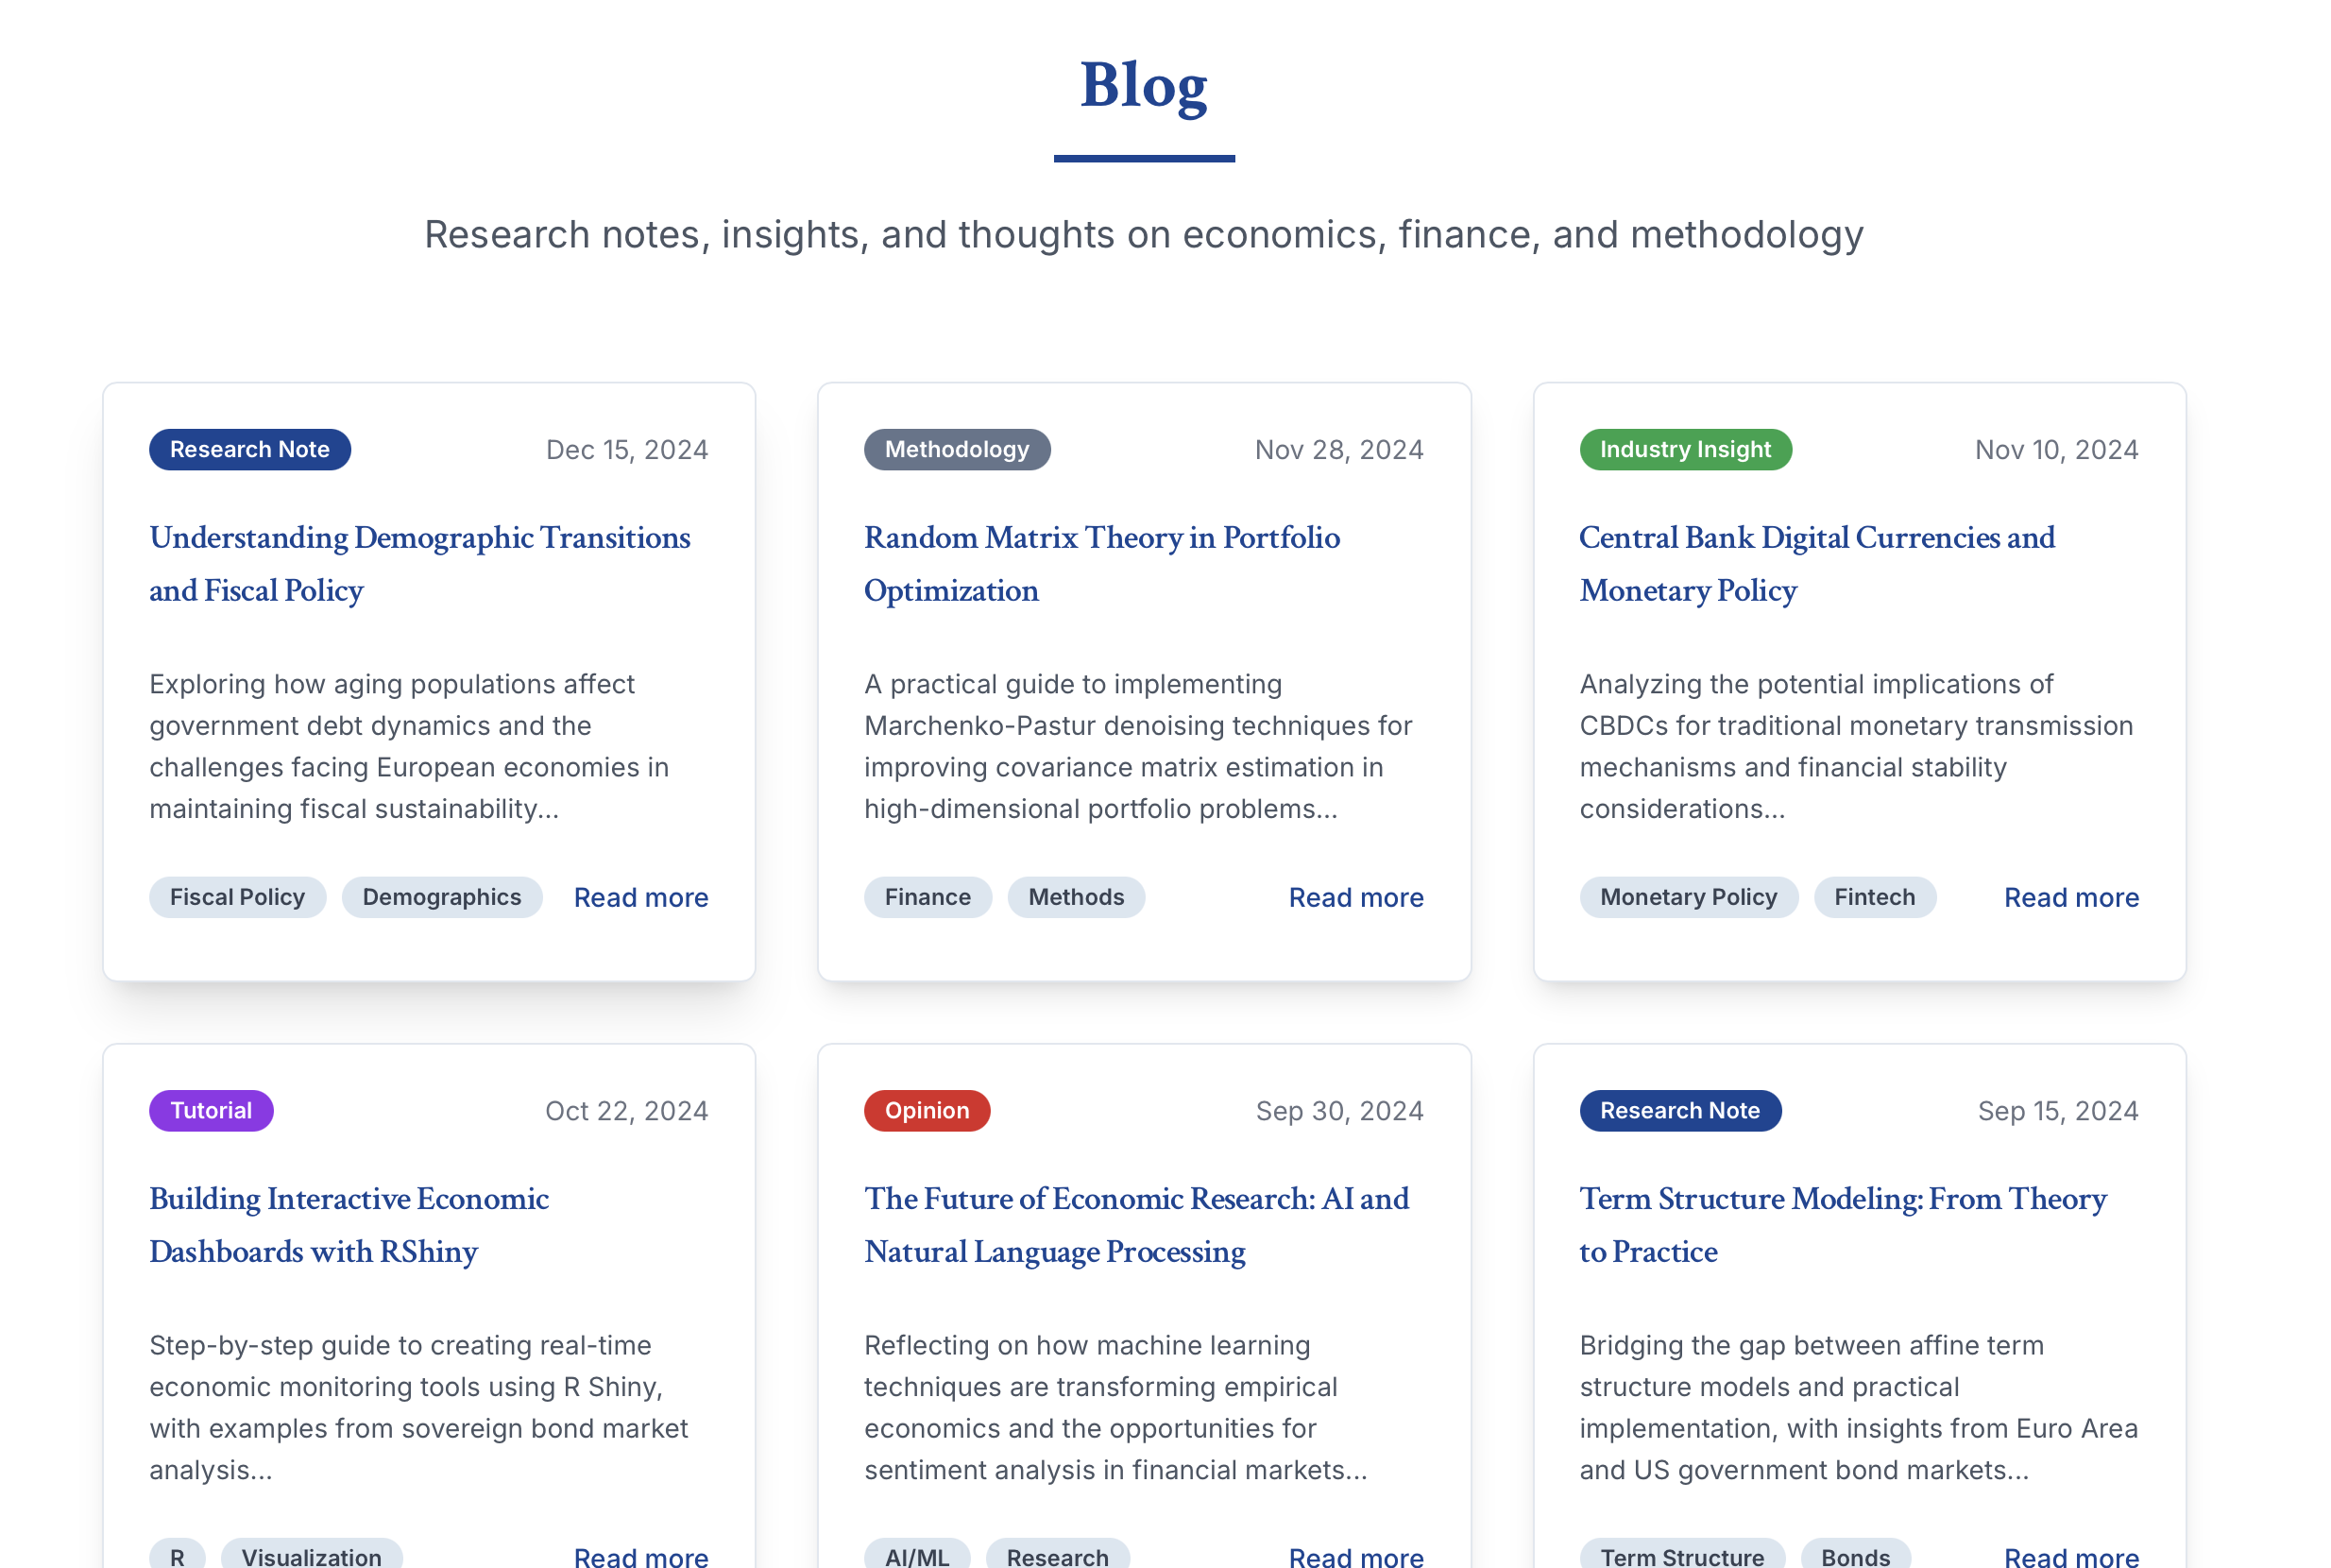 Blog
Research notes, insights, and thoughts on economics, finance, and methodology
Research Note
Dec 15, 2024
Understanding Demographic Transitions
and Fiscal Policy
Exploring how aging populations affect
government debt dynamics and the
challenges facing European economies in
maintaining fiscal sustainability...
Fiscal Policy
Demographics
Read more
Methodology
Nov 28, 2024
Random Matrix Theory in Portfolio
Optimization
A practical guide to implementing
Marchenko-Pastur denoising techniques for
improving covariance matrix estimation in
high-dimensional portfolio problems...
Finance
Methods
Read more
Industry Insight
Nov 10, 2024
Central Bank Digital Currencies and
Monetary Policy
Analyzing the potential implications of
CBDCs for traditional monetary transmission
mechanisms and financial stability
considerations...
Monetary Policy
Fintech
Read more
Tutorial
Oct 22, 2024
Building Interactive Economic
Dashboards with RShiny
Step-by-step guide to creating real-time
economic monitoring tools using R Shiny,
with examples from sovereign bond market
analysis...
R
Visualization
Read more
Opinion
Sep 30, 2024
The Future of Economic Research: AI and
Natural Language Processing
Reflecting on how machine learning
techniques are transforming empirical
economics and the opportunities for
sentiment analysis in financial markets...
AI/ML
Research
Read more
Research Note
Sep 15, 2024
Term Structure Modeling: From Theory
to Practice
Bridging the gap between affine term
structure models and practical
implementation, with insights from Euro Area
and US government bond markets...
Term Structure
Bonds
Read more